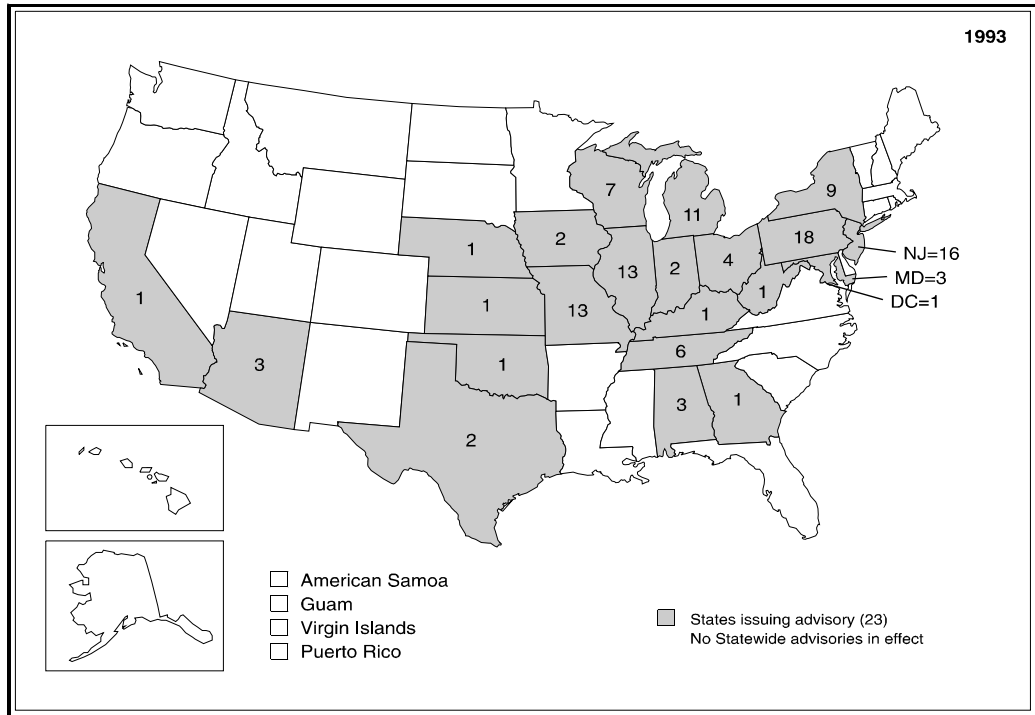 1993
7
9
11
18
1
2
4
NJ=16
13
2
1
MD=3
1
1
13
1
DC=1
3
1
6
2
3
1
American Samoa
Guam
Virgin Islands
Puerto Rico
States issuing advisory (23)
No Statewide advisories in effect